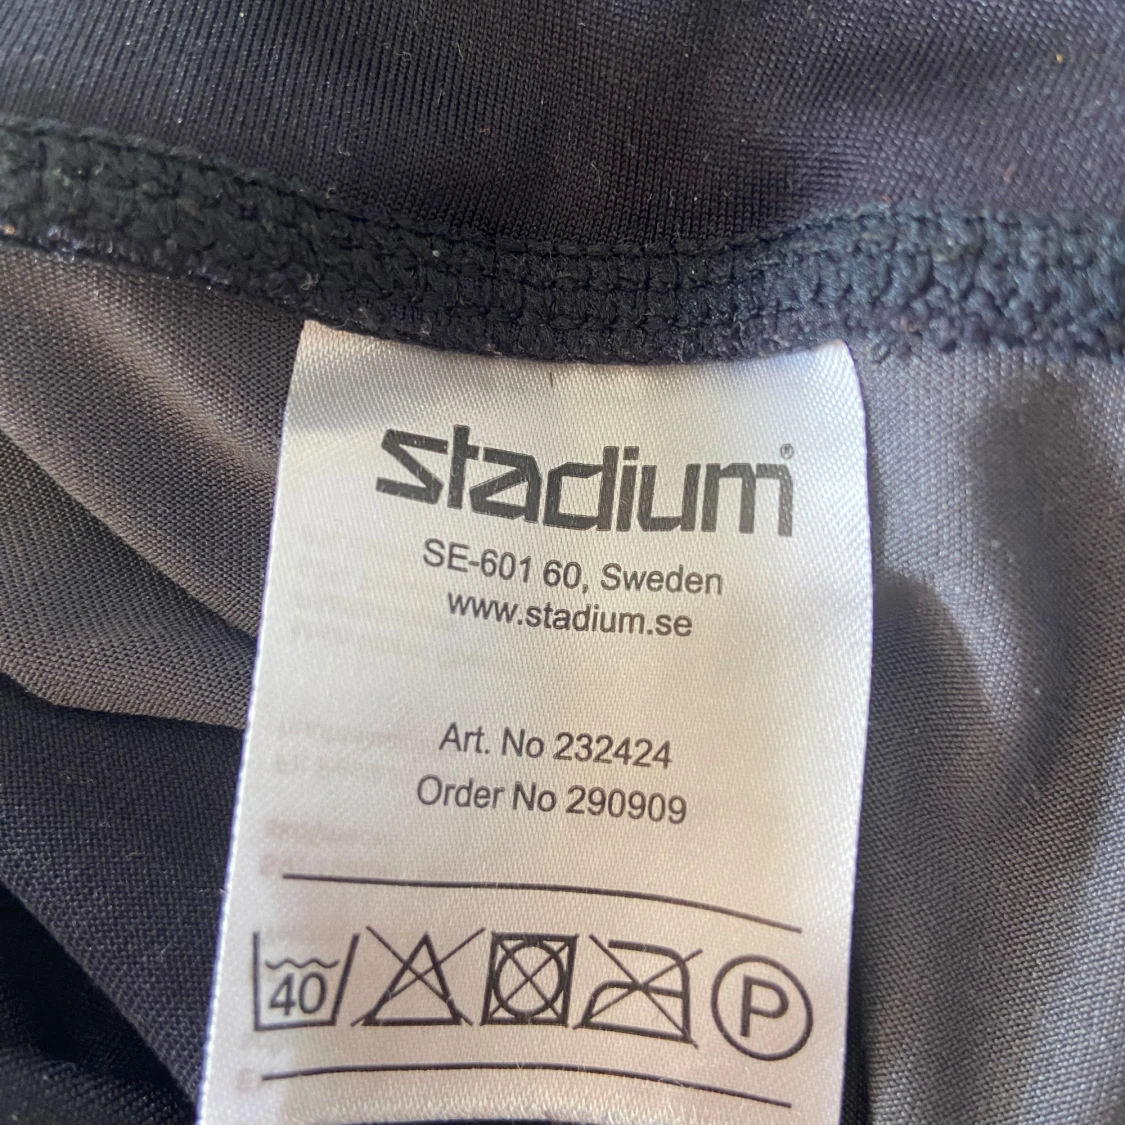 stadium®
SE-601 60, Sweden
www.stadium.se
Art. No 232424
Order No 290909
40
P